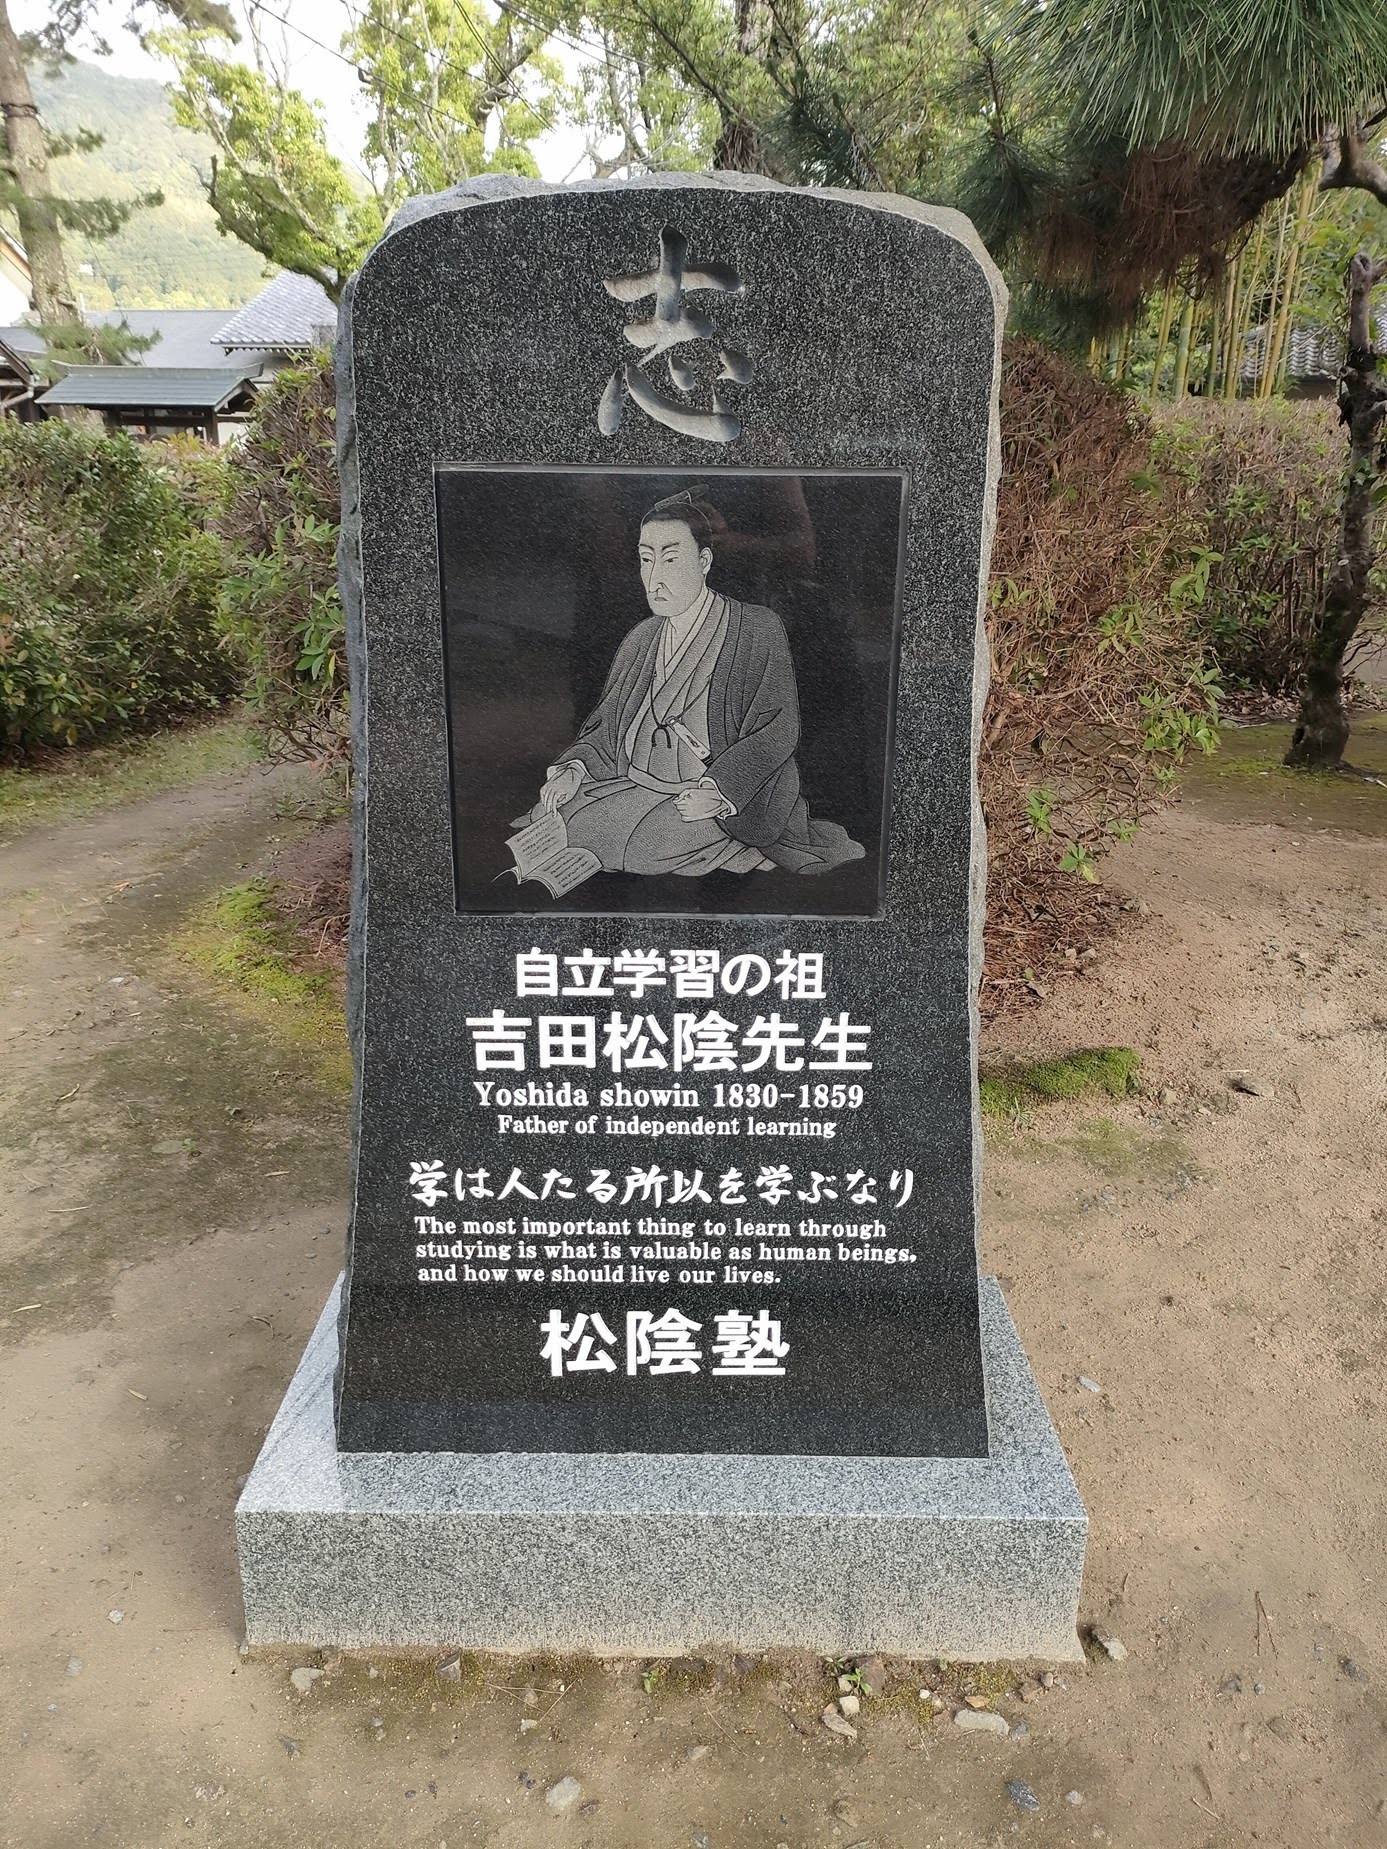 志
自立学習の祖
吉田松陰先生
Yoshida showin 1830-1859
Father of independent learning
学は人たる所以を学ぶなり
The most important thing to learn through
studying is what is valuable as human beings,
and how we should live our lives.
松陰塾